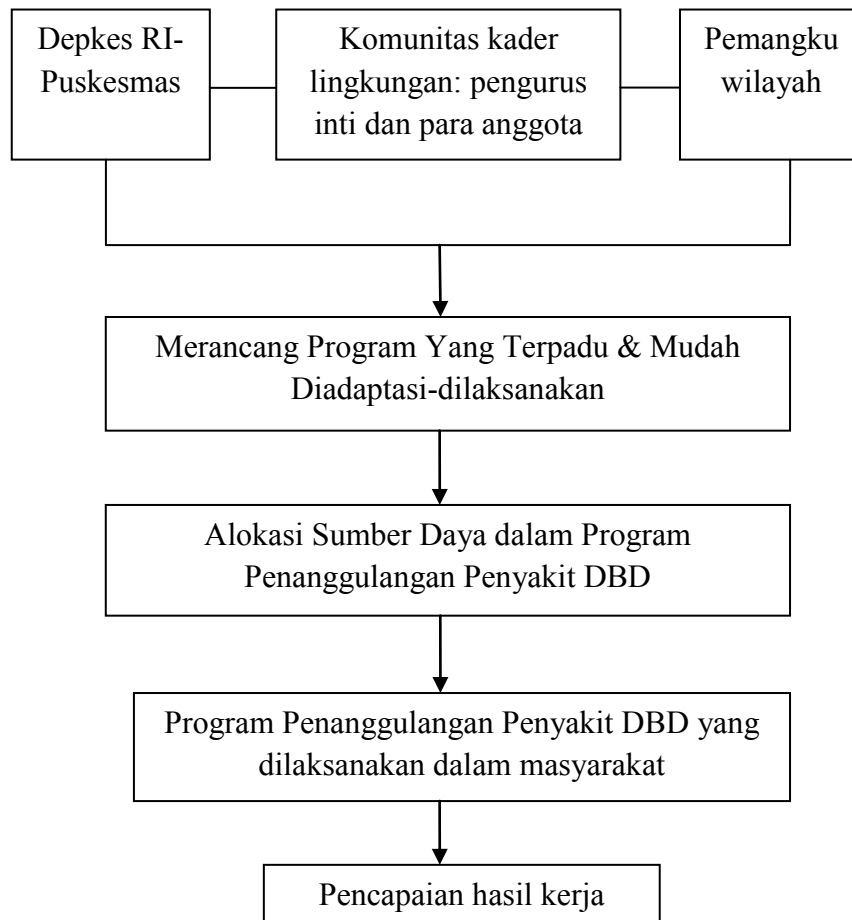 Depkes RI-
Puskesmas
Komunitas kader
lingkungan: pengurus
inti dan para anggota
Pemangku
wilayah
Merancang Program Yang Terpadu & Mudah
Diadaptasi-dilaksanakan
Alokasi Sumber Daya dalam Program
Penanggulangan Penyakit DBD
Program Penanggulangan Penyakit DBD yang
dilaksanakan dalam masyarakat
Pencapaian hasil kerja